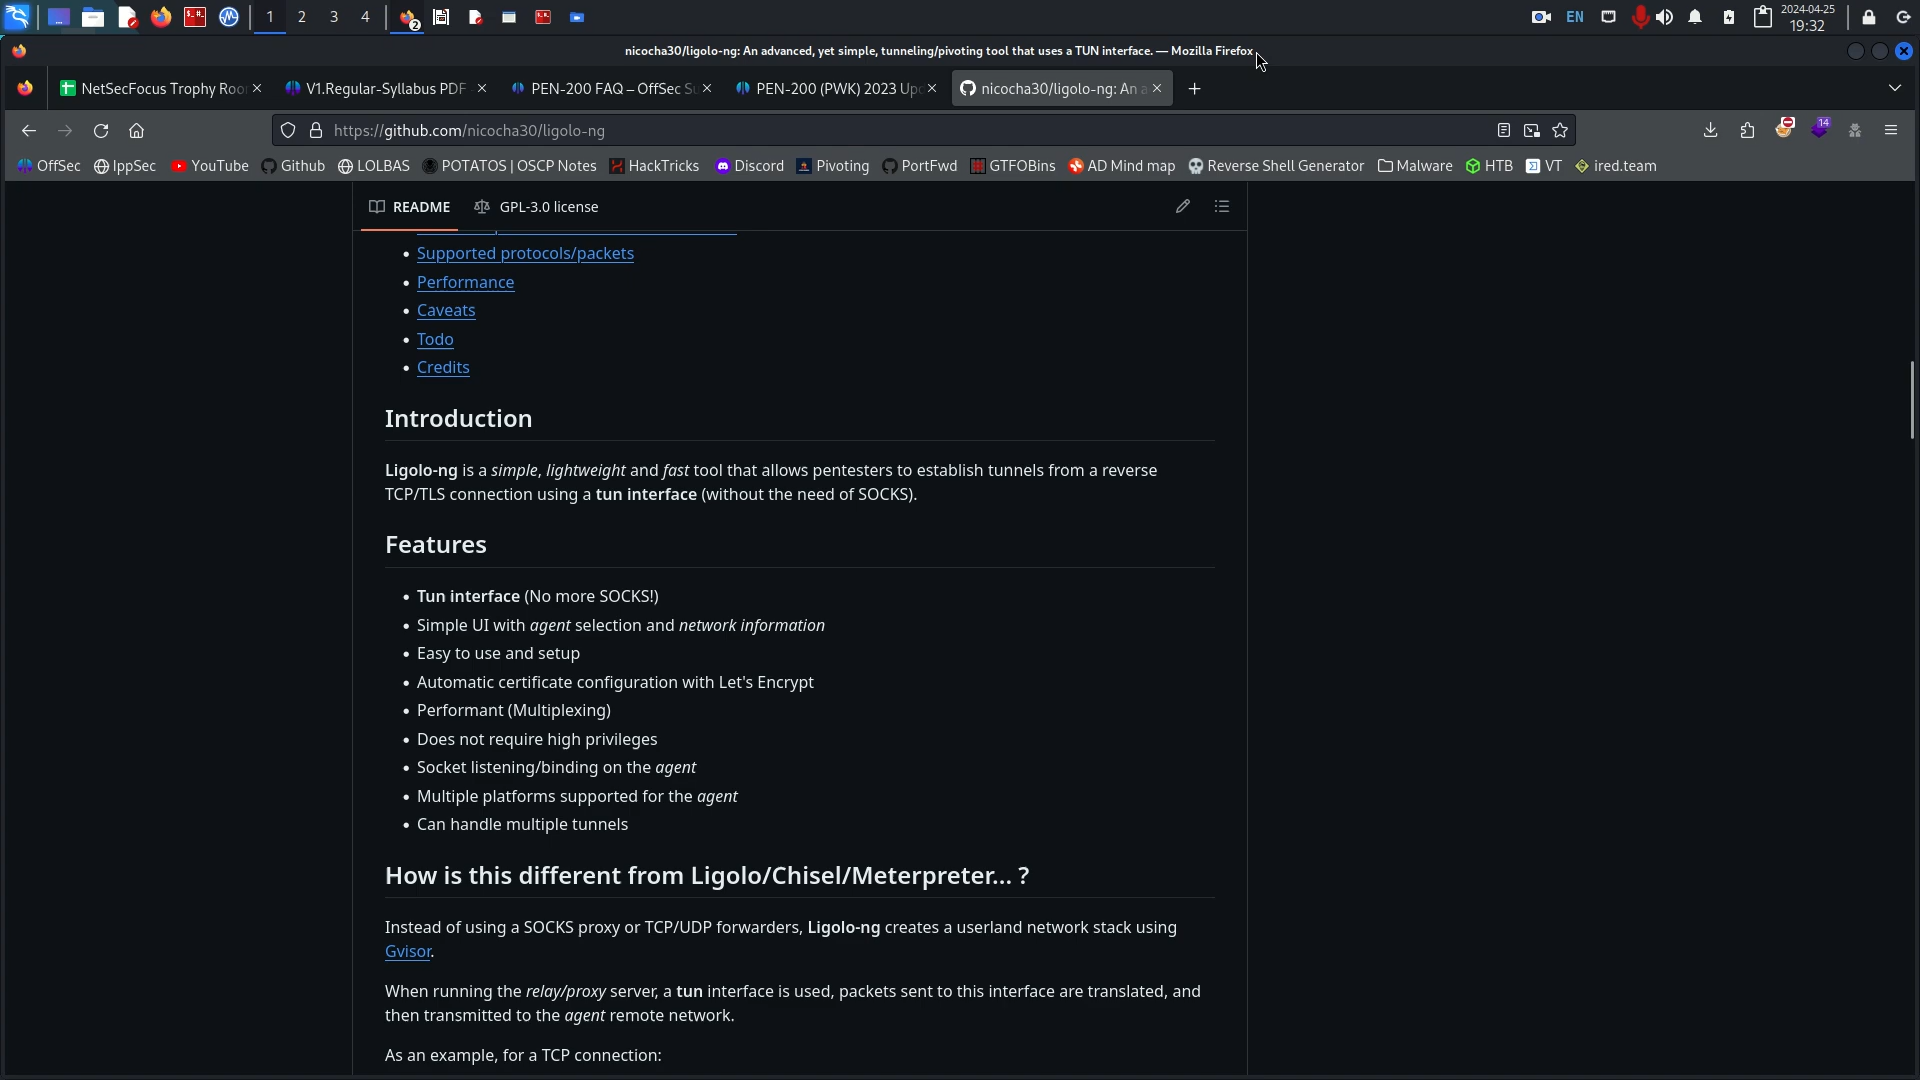 1 2 3 4 2 EN 2024-04-25
19:32
nicocha30/ligolo-ng: An advanced, yet simple, tunneling/pivoting tool that uses a TUN interface. — Mozilla Firefox
NetSecFocus Trophy Roo V1.Regular-Syllabus PDF PEN-200 FAQ – OffSec S PEN-200 (PWK) 2023 Up nicocha30/ligolo-ng: An a
https://github.com/nicocha30/ligolo-ng 14
OffSec IppSec YouTube Github LOLBAS POTATOS | OSCP Notes HackTricks Discord Pivoting PortFwd GTFOBins AD Mind map Reverse Shell Generator Malware HTB VT ired.team
README GPL-3.0 license
• Supported protocols/packets
• Performance
• Caveats
• Todo
• Credits
Introduction
Ligolo-ng is a simple, lightweight and fast tool that allows pentesters to establish tunnels from a reverse
TCP/TLS connection using a tun interface (without the need of SOCKS).
Features
• Tun interface (No more SOCKS!)
• Simple UI with agent selection and network information
• Easy to use and setup
• Automatic certificate configuration with Let's Encrypt
• Performant (Multiplexing)
• Does not require high privileges
• Socket listening/binding on the agent
• Multiple platforms supported for the agent
• Can handle multiple tunnels
How is this different from Ligolo/Chisel/Meterpreter... ?
Instead of using a SOCKS proxy or TCP/UDP forwarders, Ligolo-ng creates a userland network stack using
Gvisor.
When running the relay/proxy server, a tun interface is used, packets sent to this interface are translated, and
then transmitted to the agent remote network.
As an example, for a TCP connection: